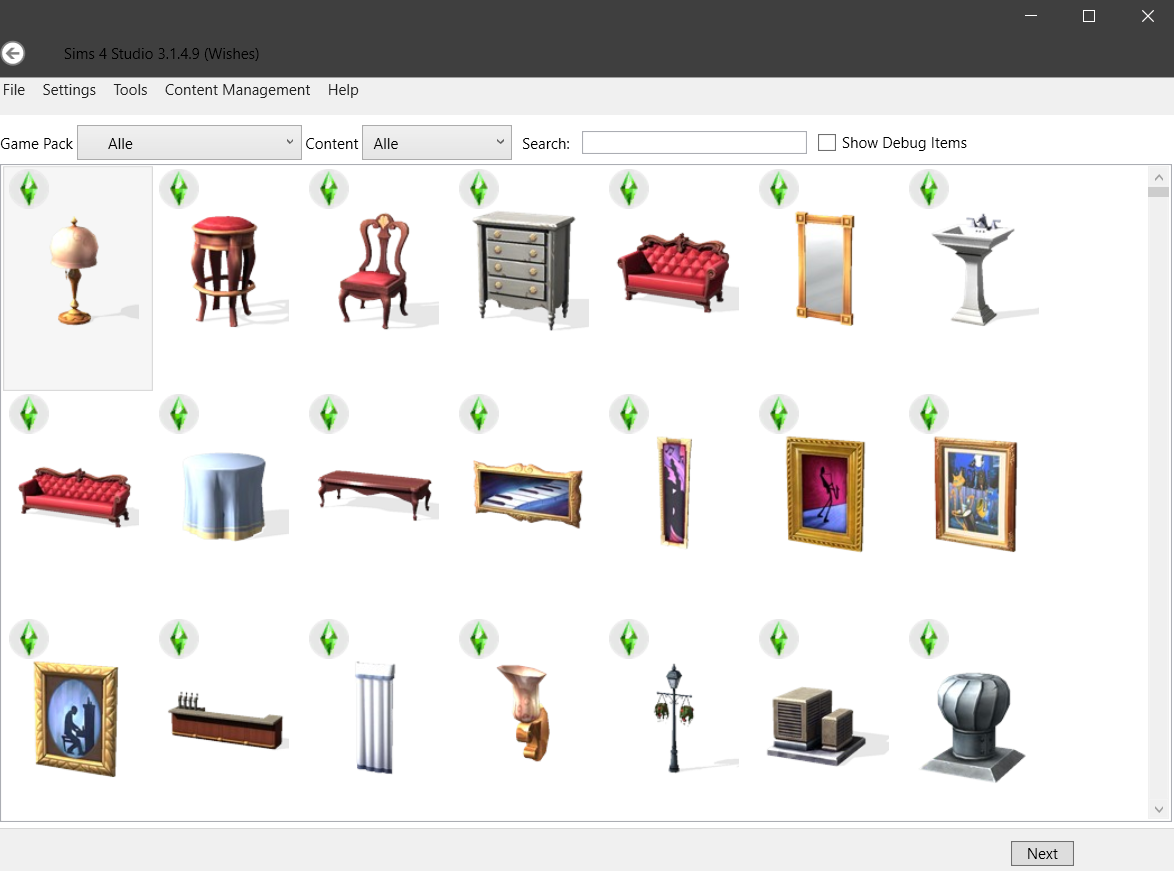 Sims 4 Studio 3.1.4.9 (Wishes)
File Settings Tools Content Management Help
Game Pack Alle Content Alle Search: Show Debug Items
Next